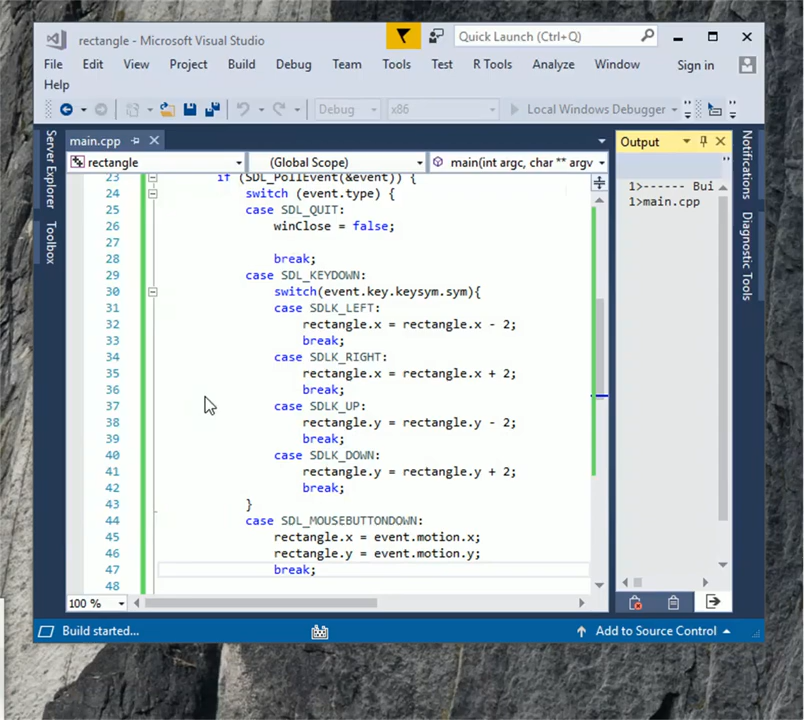 rectangle - Microsoft Visual Studio
Quick Launch (Ctrl+Q)
File Edit View Project Build Debug Team Tools Test R Tools Analyze Window Sign in
Help
Debug x86 Local Windows Debugger
Server Explorer
Toolbox
main.cpp
rectangle (Global Scope) main(int argc, char ** argv
23 if (SDL_PollEvent(&event)) {
24 switch (event.type) {
25 case SDL_QUIT:
26 winClose = false;
27
28 break;
29 case SDL_KEYDOWN:
30 switch(event.key.keysym.sym){
31 case SDLK_LEFT:
32 rectangle.x = rectangle.x - 2;
33 break;
34 case SDLK_RIGHT:
35 rectangle.x = rectangle.x + 2;
36 break;
37 case SDLK_UP:
38 rectangle.y = rectangle.y - 2;
39 break;
40 case SDLK_DOWN:
41 rectangle.y = rectangle.y + 2;
42 break;
43 }
44 case SDL_MOUSEBUTTONDOWN:
45 rectangle.x = event.motion.x;
46 rectangle.y = event.motion.y;
47 break;
48
100 %
Output
1>------ Bui
1>main.cpp
Notifications
Diagnostic Tools
Build started...
Add to Source Control